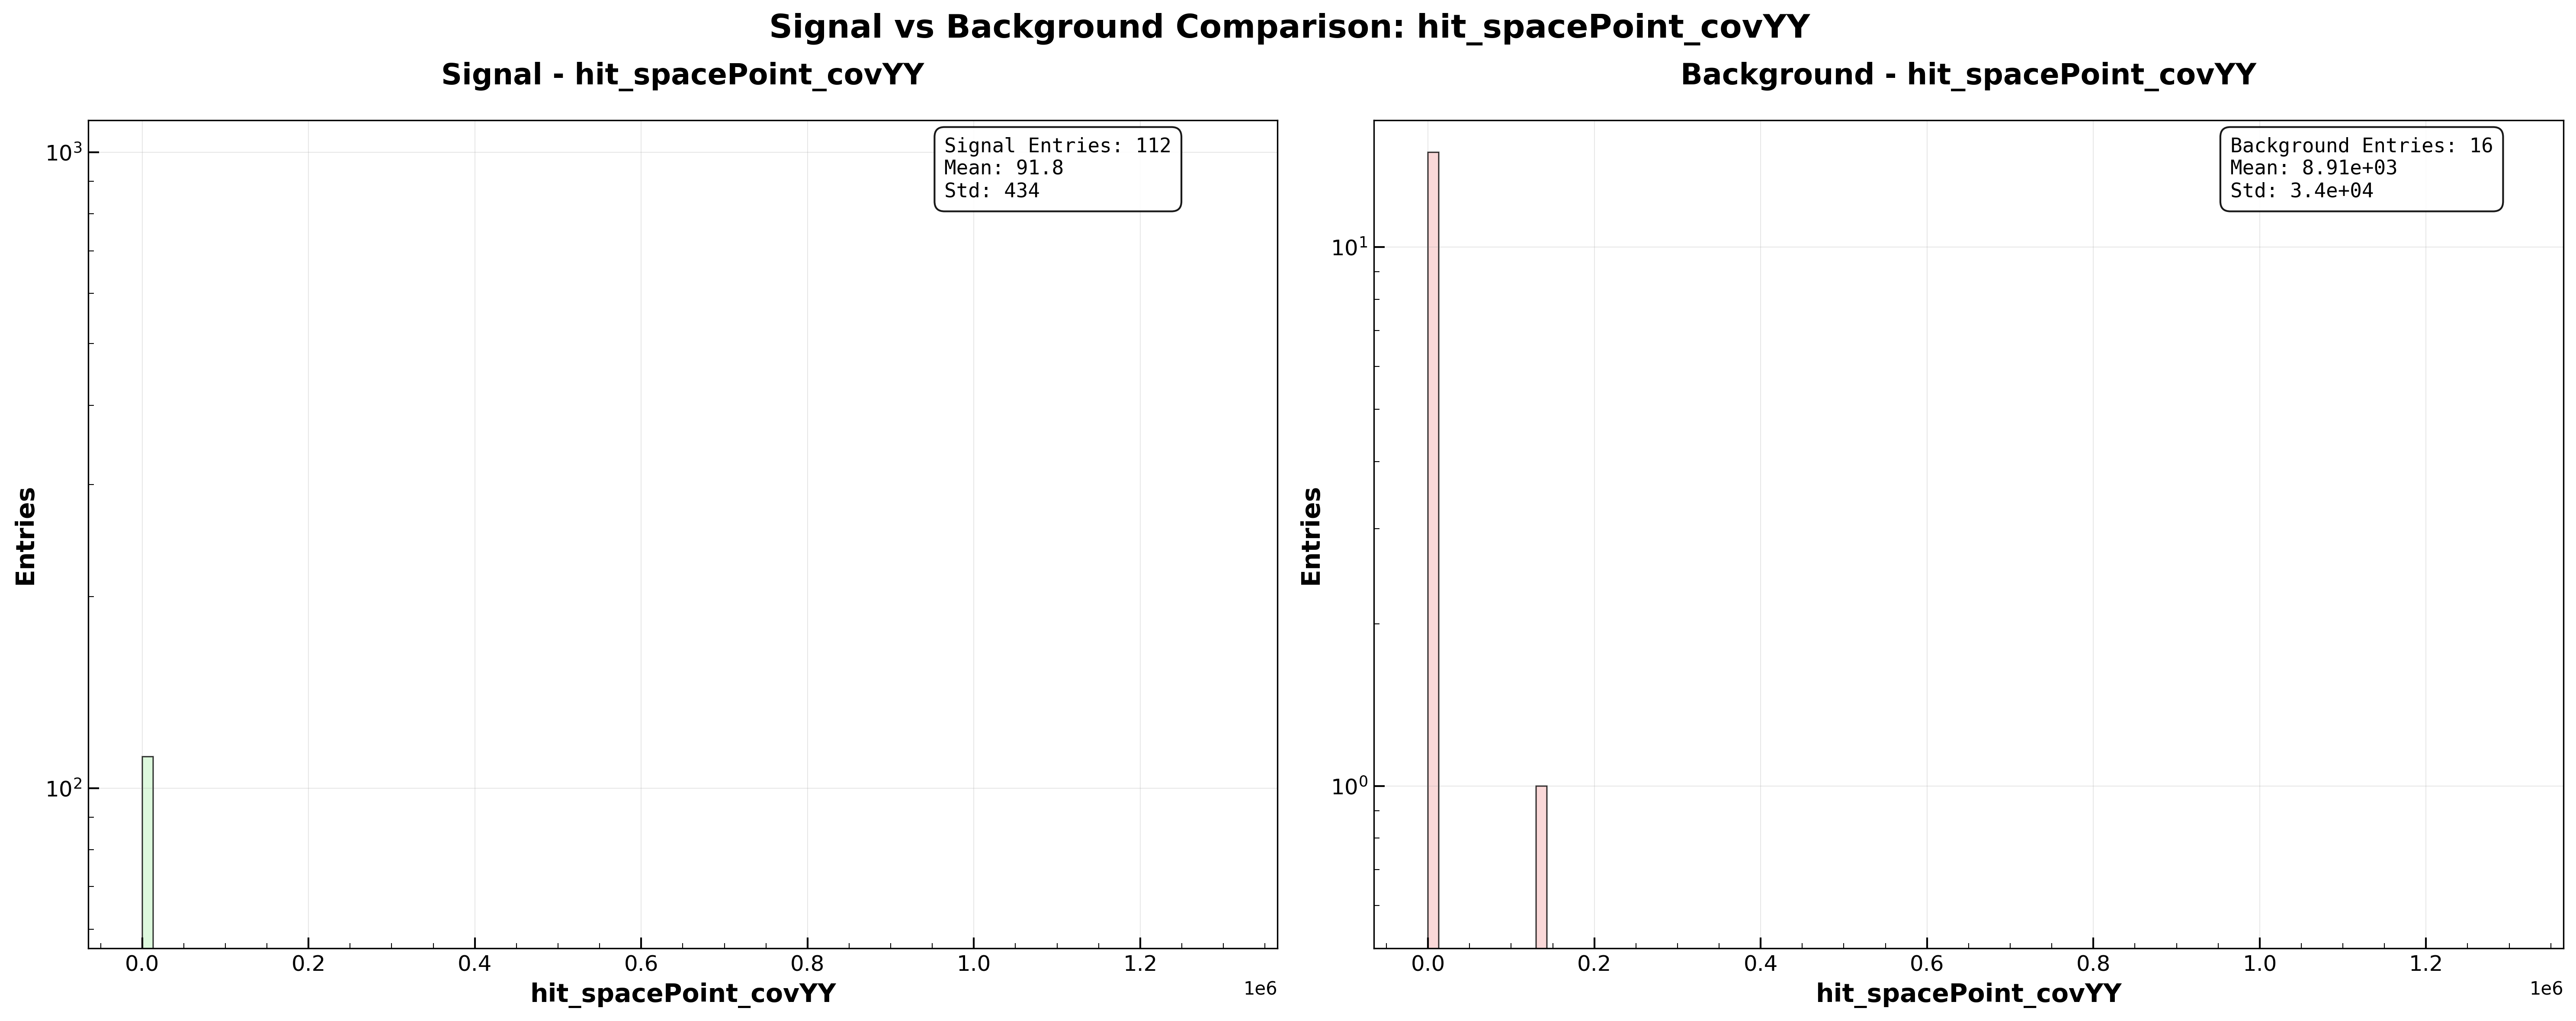 Signal vs Background Comparison: hit_spacePoint_covYY
Signal - hit_spacePoint_covYY
Signal Entries: 112
Mean: 91.8
Std: 434
10³
10²
Entries
0.0 0.2 0.4 0.6 0.8 1.0 1.2
1e6
hit_spacePoint_covYY
Background - hit_spacePoint_covYY
Background Entries: 16
Mean: 8.91e+03
Std: 3.4e+04
10¹
10⁰
Entries
0.0 0.2 0.4 0.6 0.8 1.0 1.2
1e6
hit_spacePoint_covYY